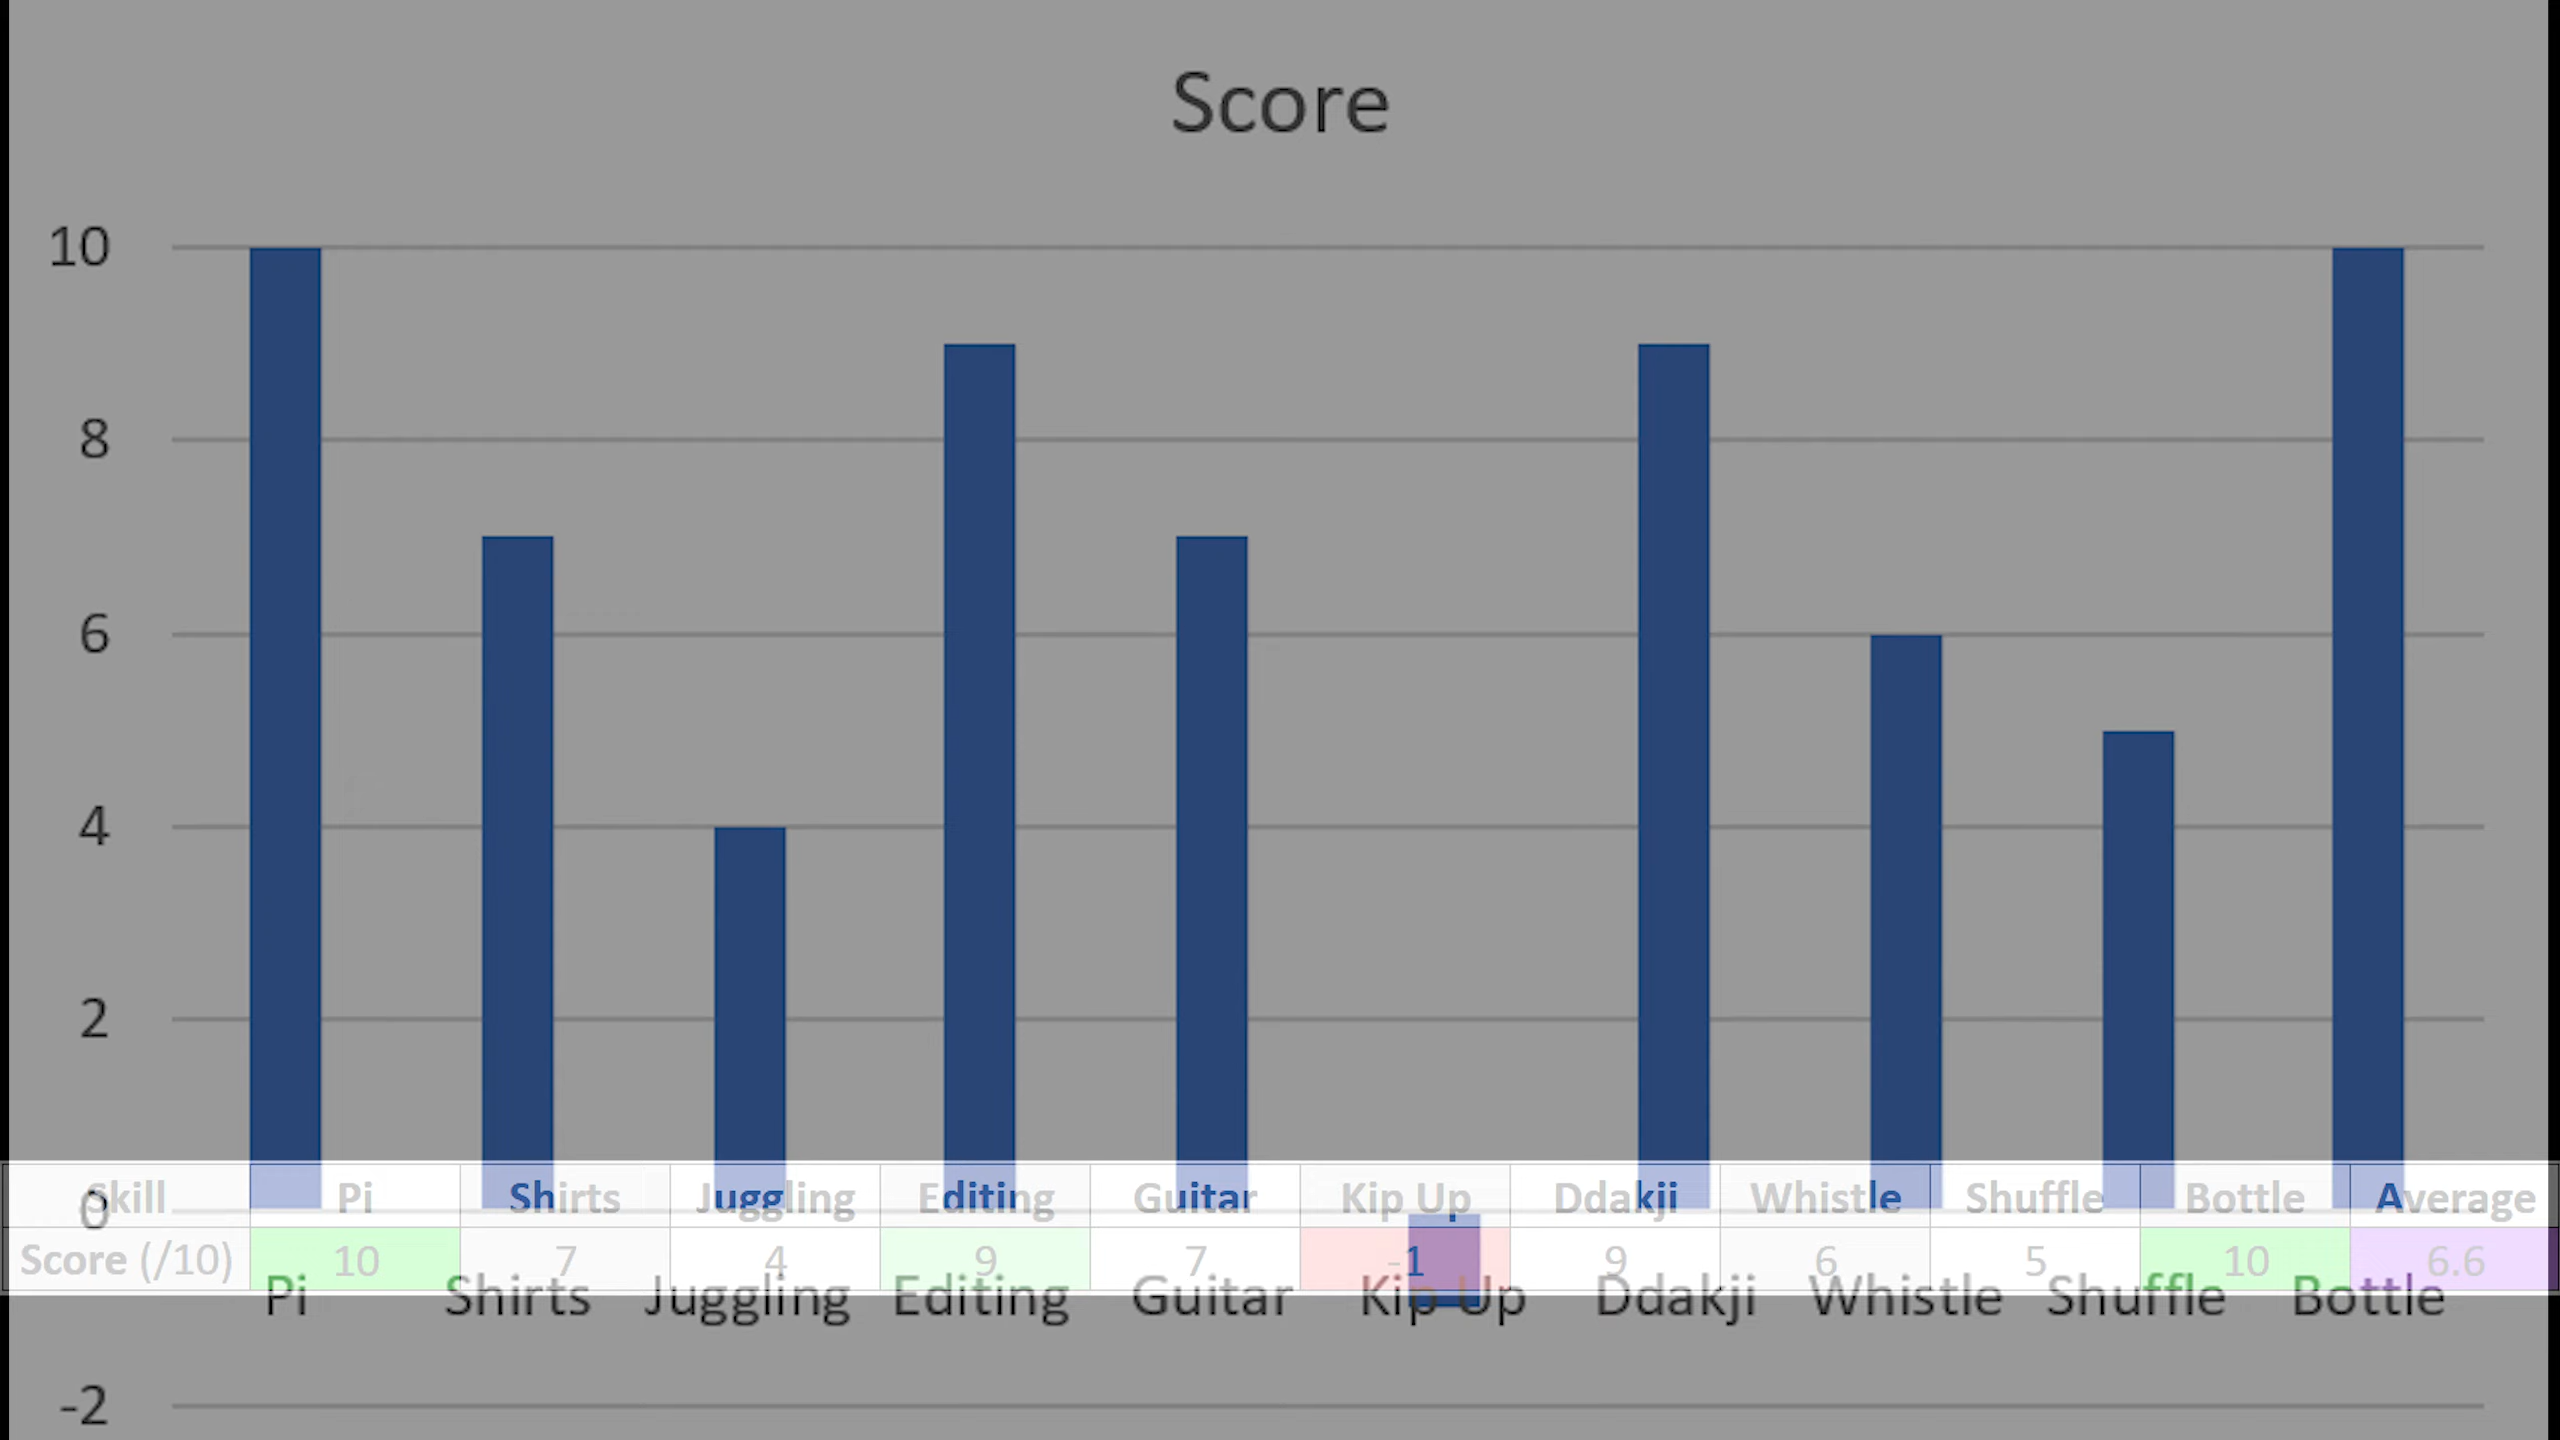 Score
10
8
6
4
2
0
Skill Pi Shirts Juggling Editing Guitar Kip Up Ddakji Whistle Shuffle Bottle Average
Score (/10) 10 7 4 9 7 -1 9 6 5 10 6.6
Pi Shirts Juggling Editing Guitar Kip Up Ddakji Whistle Shuffle Bottle
-2